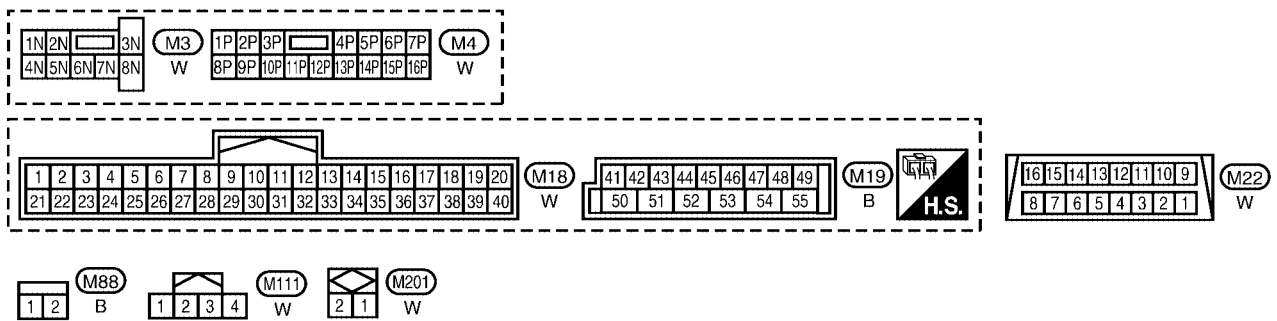 1N 2N 3N M3 1P 2P 3P 4P 5P 6P 7P M4
4N 5N 6N 7N 8N W 8P 9P 10P 11P 12P 13P 14P 15P 16P W
1 2 3 4 5 6 7 8 9 10 11 12 13 14 15 16 17 18 19 20 M18
21 22 23 24 25 26 27 28 29 30 31 32 33 34 35 36 37 38 39 40 W
41 42 43 44 45 46 47 48 49 M19
50 51 52 53 54 55 B
H.S.
16 15 14 13 12 11 10 9 M22
8 7 6 5 4 3 2 1 W
M88
1 2 B
M111
1 2 3 4 W
M201
2 1 W